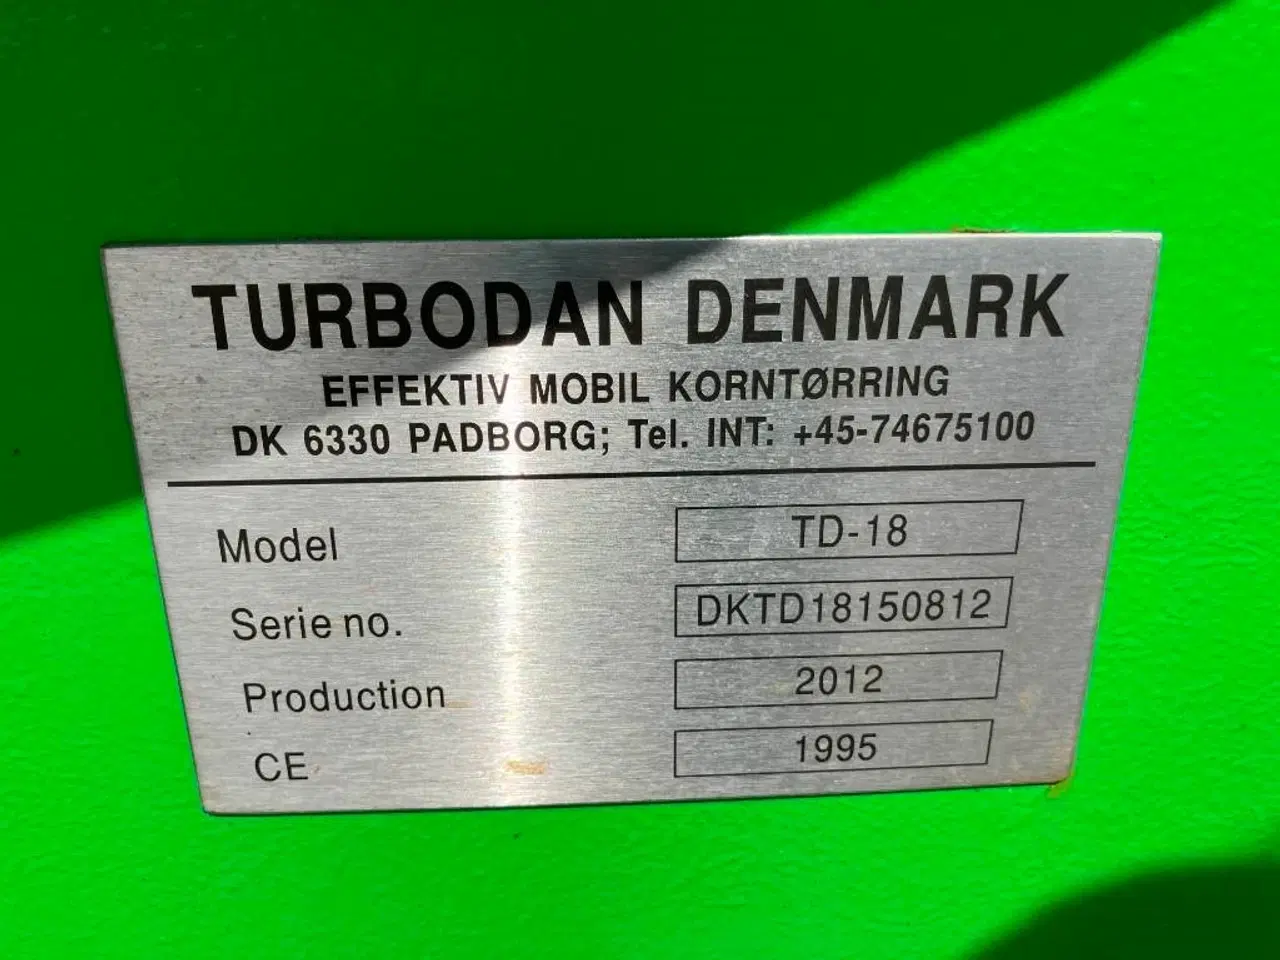 TURBODAN DENMARK
EFFEKTIV MOBIL KORNTØRRING
DK 6330 PADBORG; Tel. INT: +45-74675100
Model TD-18
Serie no. DKTD18150812
Production 2012
CE 1995